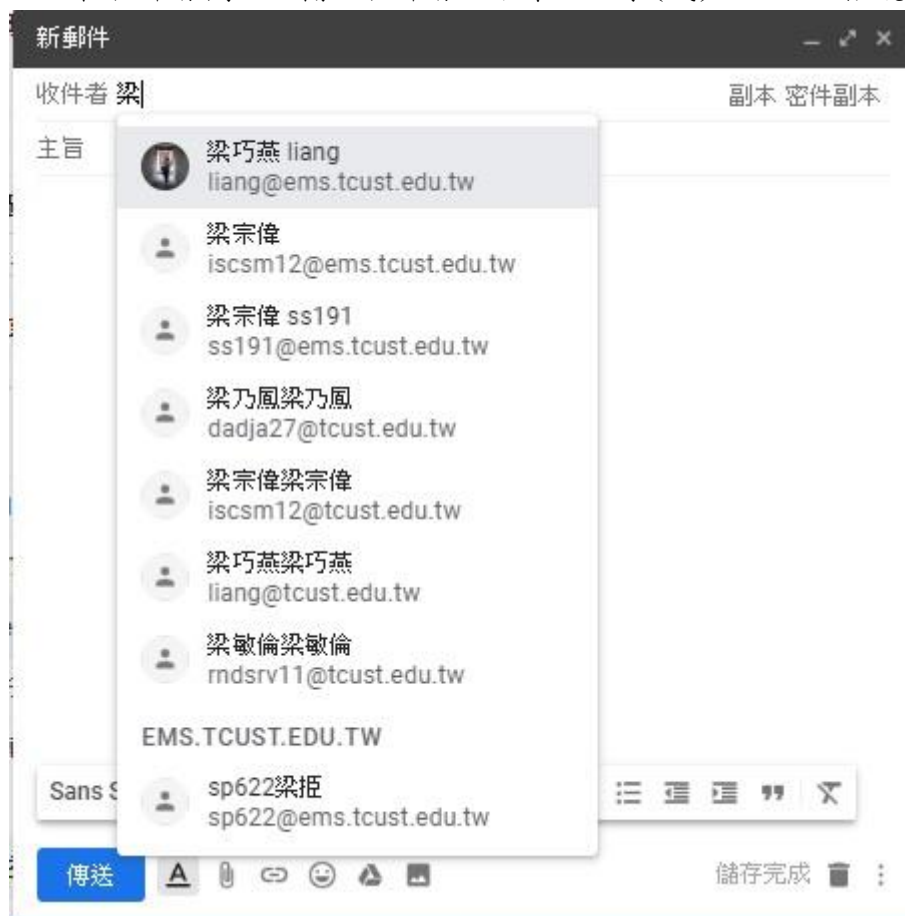 新郵件
收件者 梁 副本 密件副本
主旨
梁巧燕 liang
liang@ems.tcust.edu.tw
梁宗偉
iscsm12@ems.tcust.edu.tw
梁宗偉 ss191
ss191@ems.tcust.edu.tw
梁乃鳳梁乃鳳
dadja27@tcust.edu.tw
梁宗偉梁宗偉
iscsm12@tcust.edu.tw
梁巧燕梁巧燕
liang@tcust.edu.tw
梁敏倫梁敏倫
rndsrv11@tcust.edu.tw
EMS.TCUST.EDU.TW
sp622梁挋
sp622@ems.tcust.edu.tw
Sans S
傳送 儲存完成